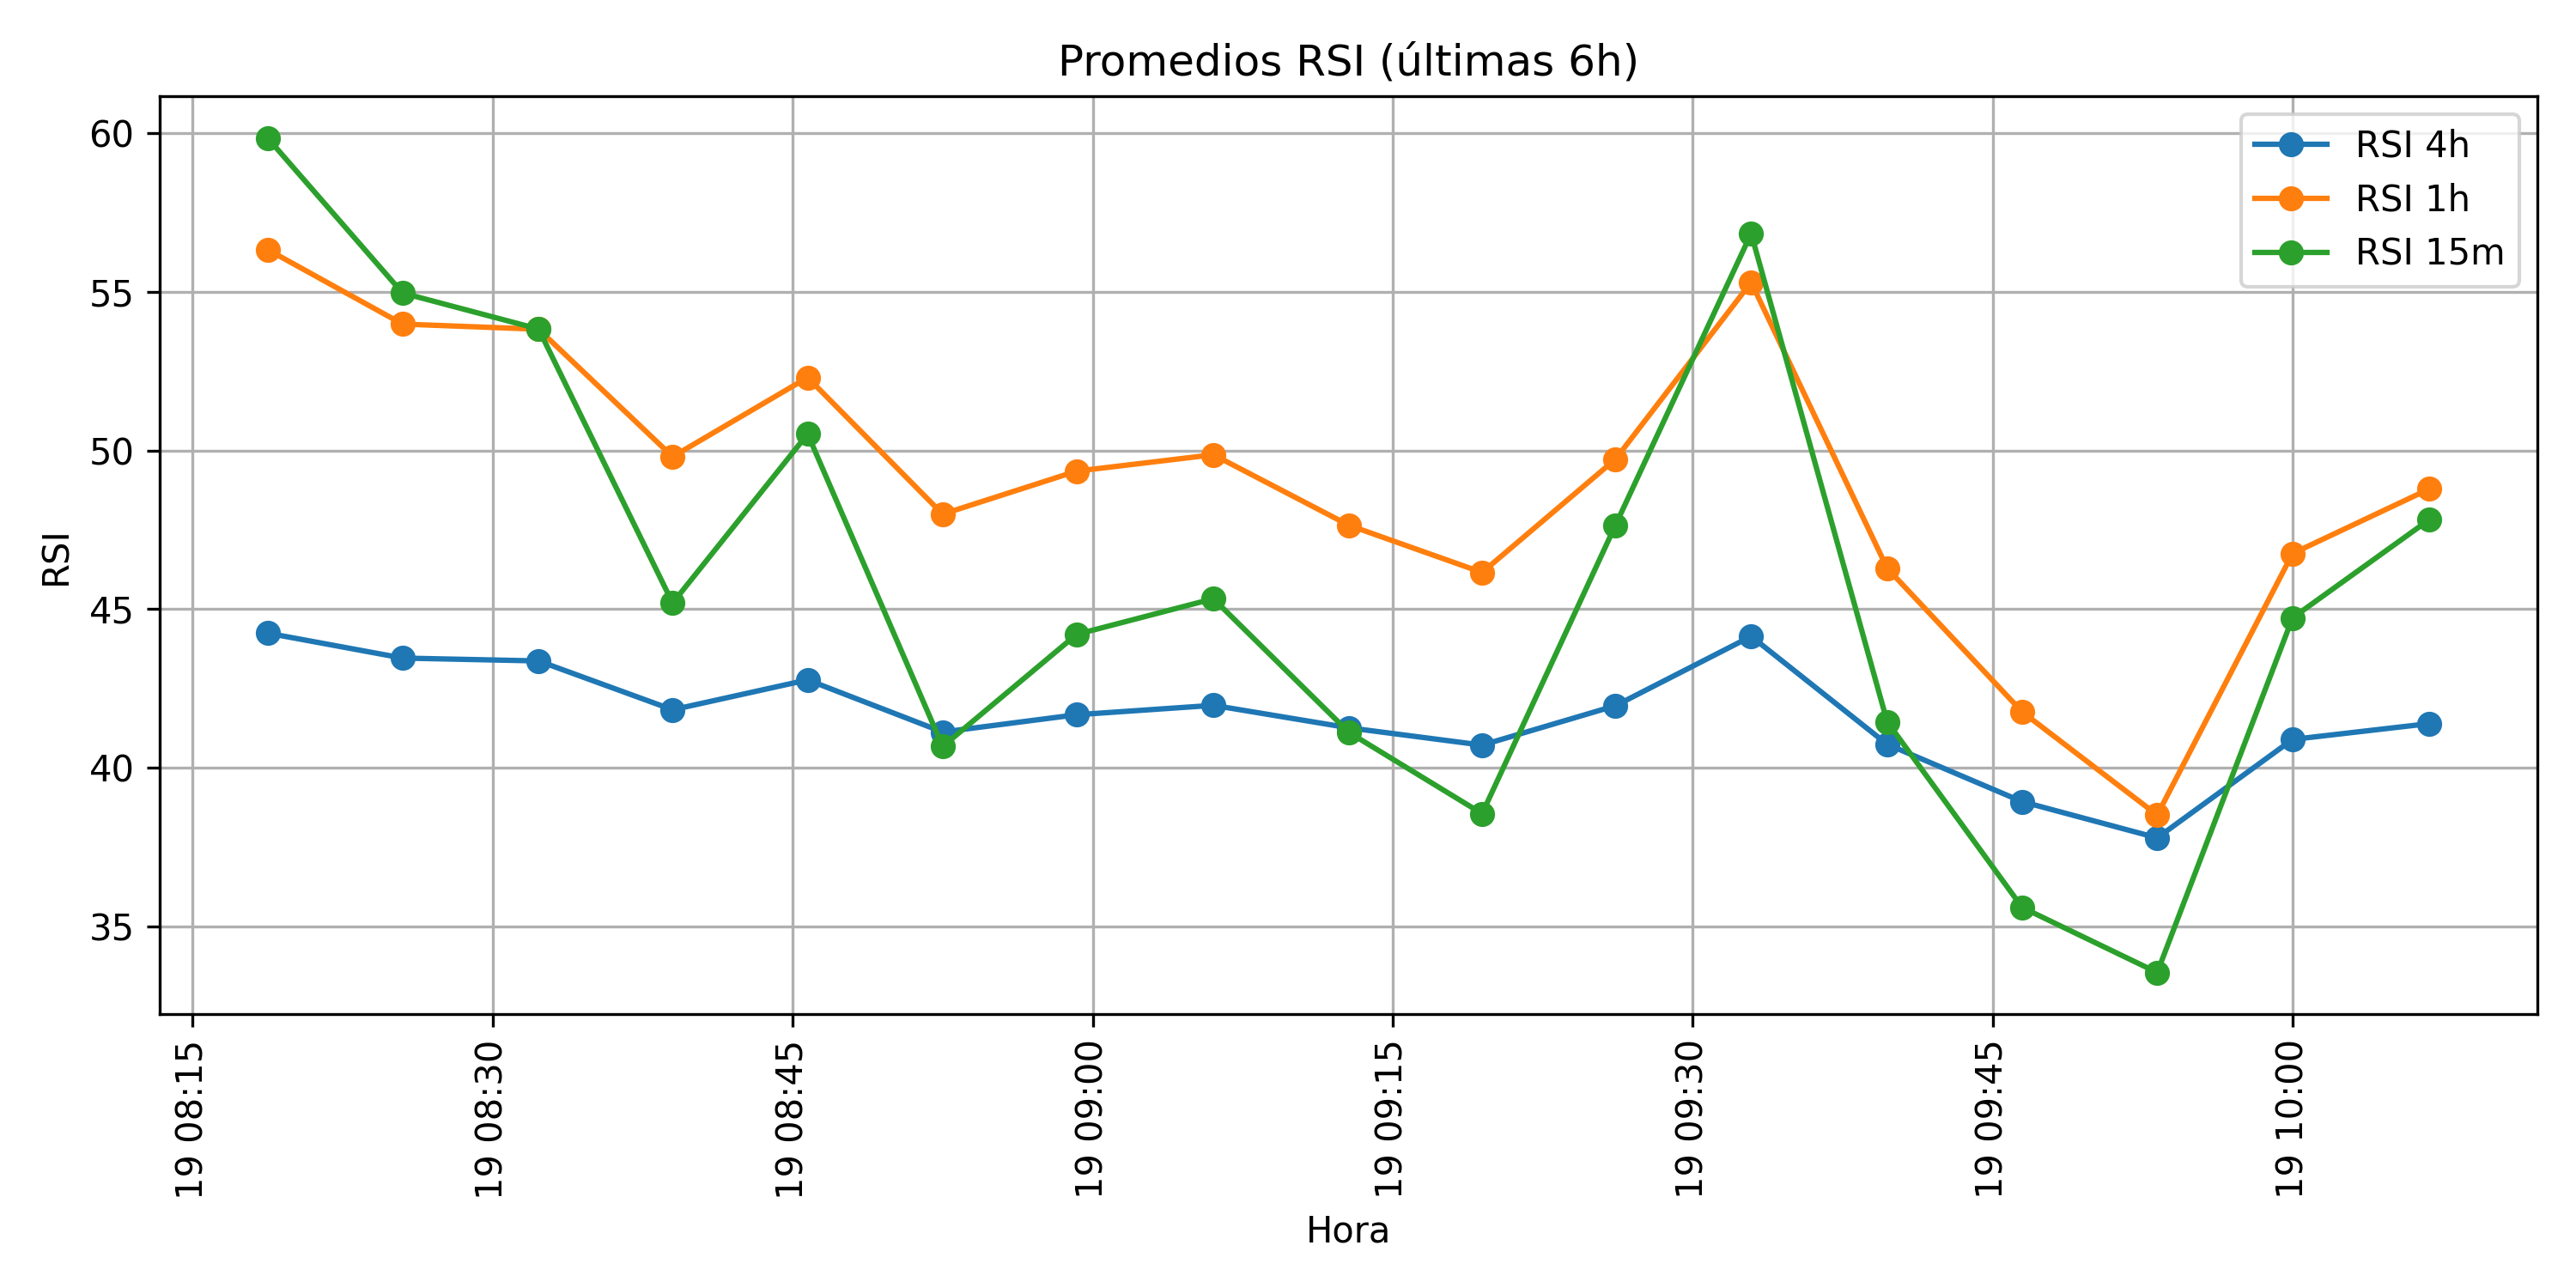 Promedios RSI (últimas 6h)
RSI 4h
RSI 1h
RSI 15m
60
55
50
45
40
35
RSI
19 08:15
19 08:30
19 08:45
19 09:00
19 09:15
19 09:30
19 09:45
19 10:00
Hora